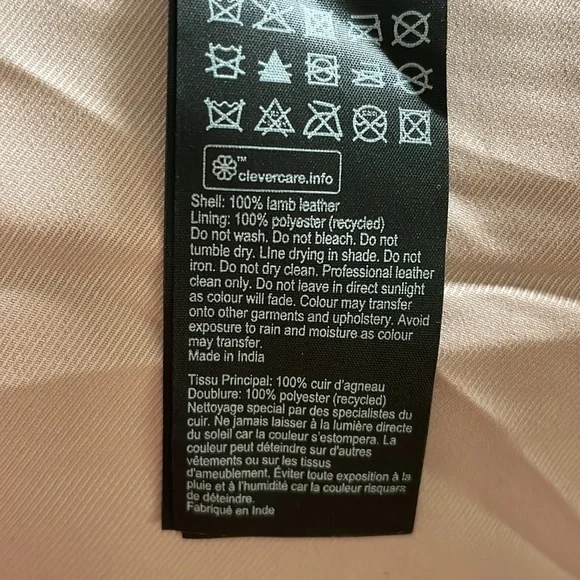 ™
clevercare.info
Shell: 100% lamb leather
Lining: 100% polyester (recycled)
Do not wash. Do not bleach. Do not
tumble dry. LIne drying in shade. Do not
iron. Do not dry clean. Professional leather
clean only. Do not leave in direct sunlight
as colour will fade. Colour may transfer
onto other garments and upholstery. Avoid
exposure to rain and moisture as colour
may transfer.
Made in India
Tissu Principal: 100% cuir d'agneau
Doublure: 100% polyester (recycled)
Nettoyage special par des specialistes du
cuir. Ne jamais laisser à la lumière directe
du soleil car la couleur s'estompera. La
couleur peut déteindre sur d'autres
vêtements ou sur les tissus
d'ameublement. Éviter toute exposition à la
pluie et à l'humidité car la couleur risquers
de déteindre.
Fabriqué en Inde